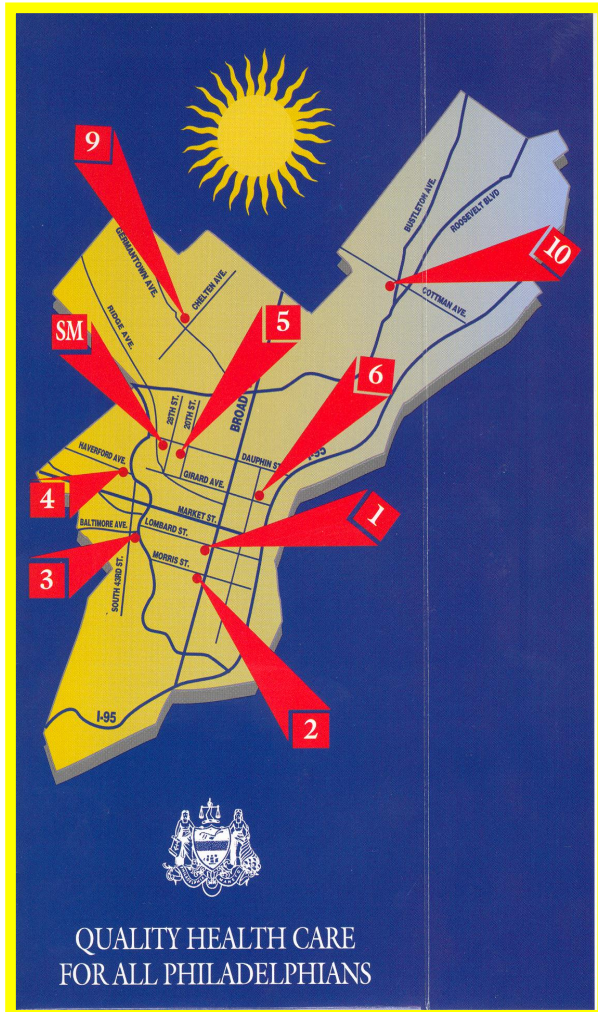 9
BUSTLETON AVE.
ROOSEVELT BLVD
10
GERMANTOWN AVE.
CHELTEN AVE.
COTTMAN AVE.
RIDGE AVE.
SM
5
6
28TH ST.
20TH ST.
BROAD
HAVERFORD AVE.
DAUPHIN ST.
I-95
GIRARD AVE.
4
MARKET ST.
1
BALTIMORE AVE.
LOMBARD ST.
MORRIS ST.
3
SOUTH 43RD ST.
I-95
2
QUALITY HEALTH CARE
FOR ALL PHILADELPHIANS